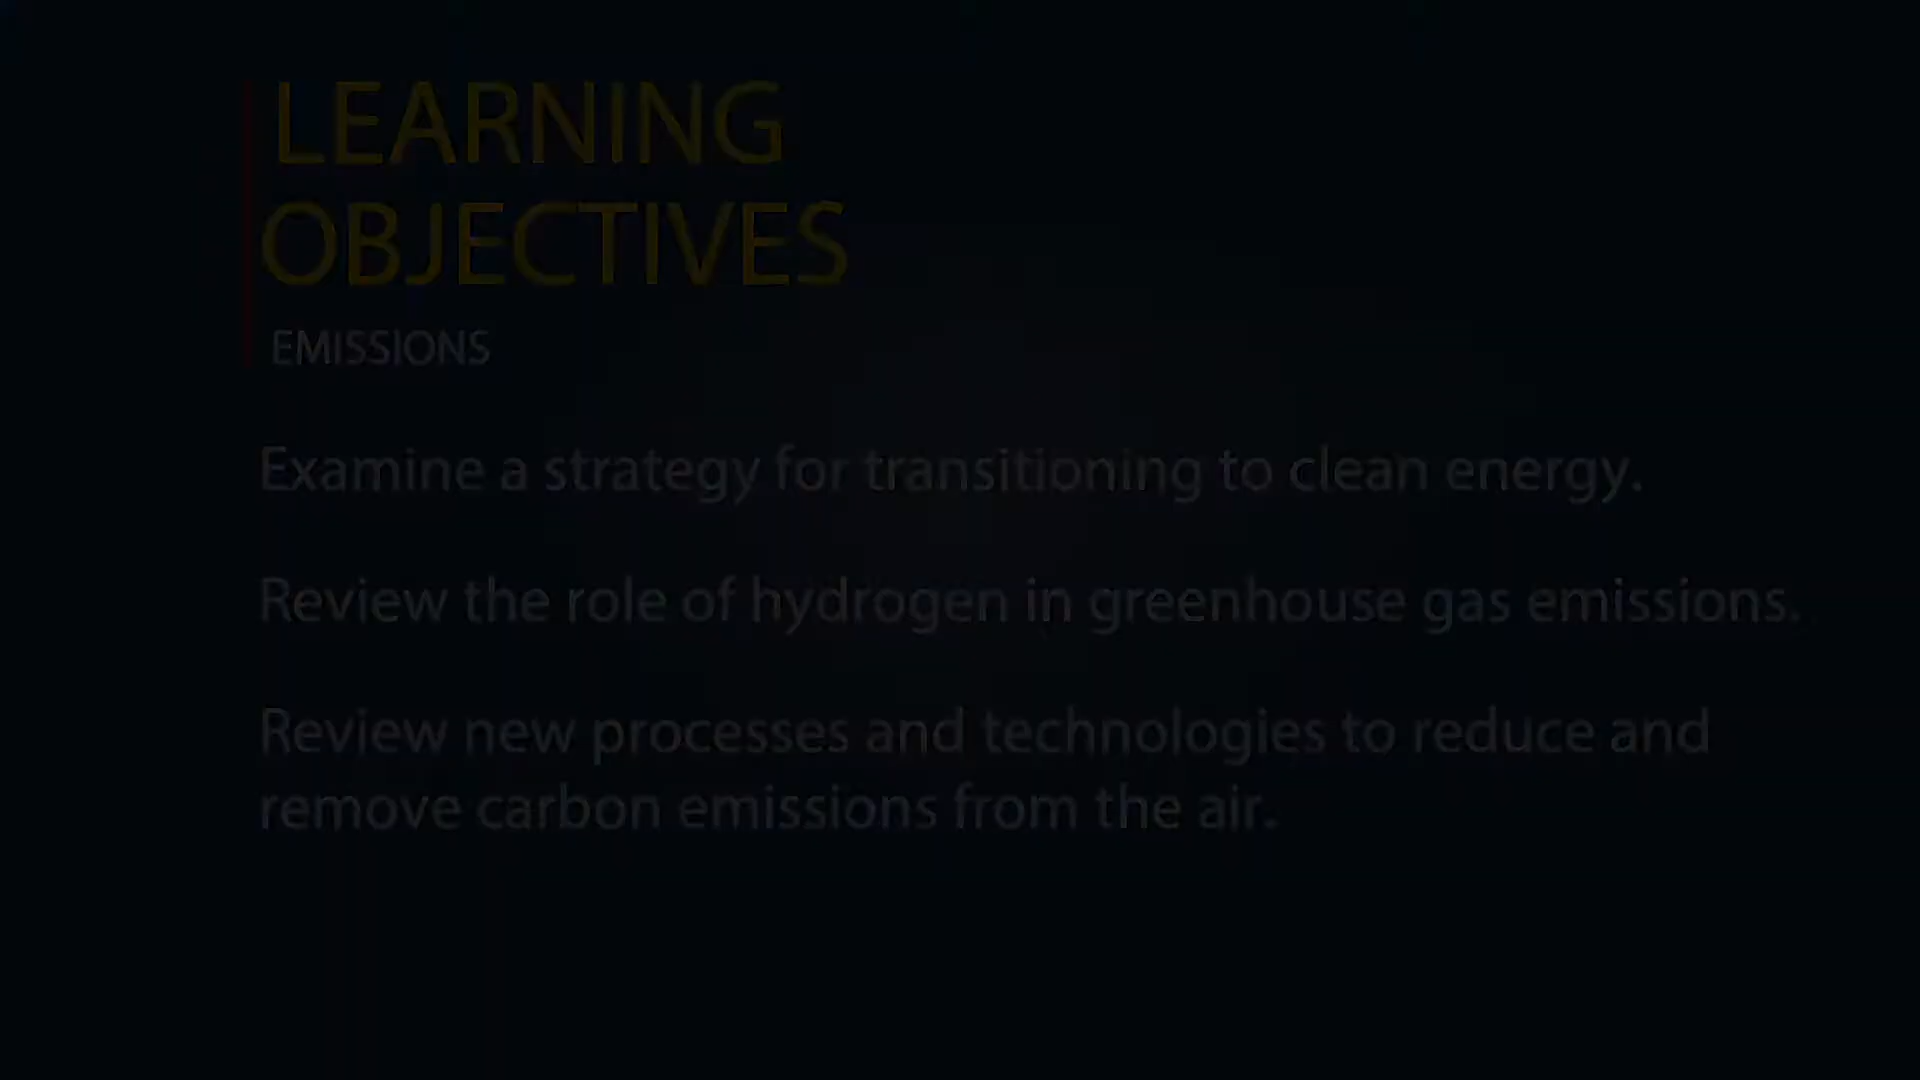 LEARNING
OBJECTIVES
EMISSIONS
Examine a strategy for transitioning to clean energy.
Review the role of hydrogen in greenhouse gas emissions.
Review new processes and technologies to reduce and
remove carbon emissions from the air.